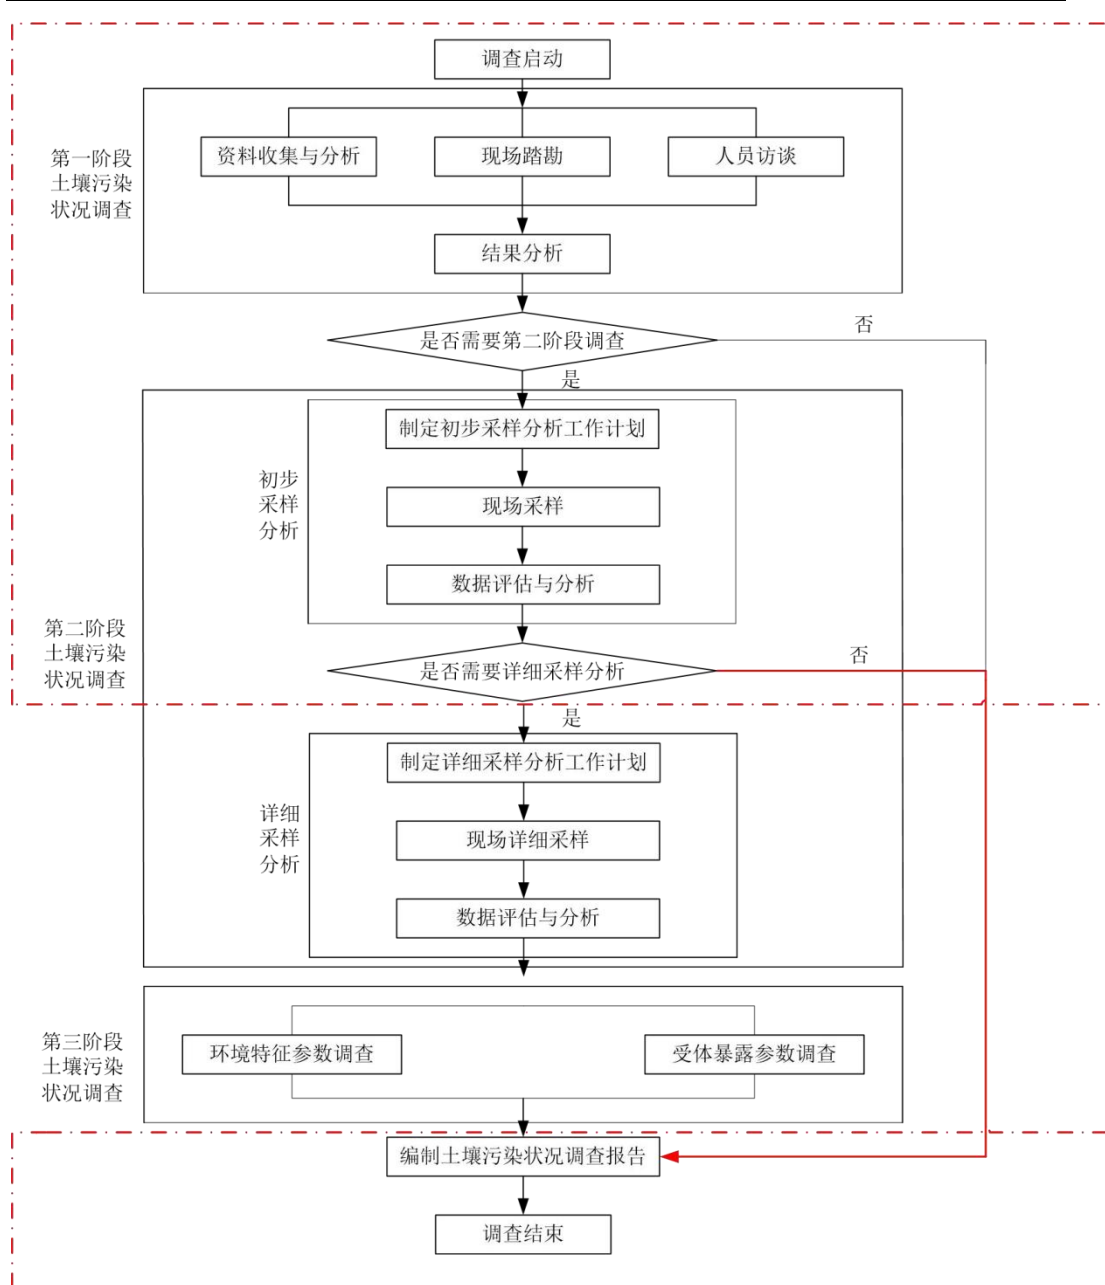 调查启动
第一阶段
土壤污染
状况调查
资料收集与分析
现场踏勘
人员访谈
结果分析
是否需要第二阶段调查
否
是
制定初步采样分析工作计划
初步
采样
分析
现场采样
数据评估与分析
第二阶段
土壤污染
状况调查
是否需要详细采样分析
否
是
制定详细采样分析工作计划
详细
采样
分析
现场详细采样
数据评估与分析
第三阶段
土壤污染
状况调查
环境特征参数调查
受体暴露参数调查
编制土壤污染状况调查报告
调查结束